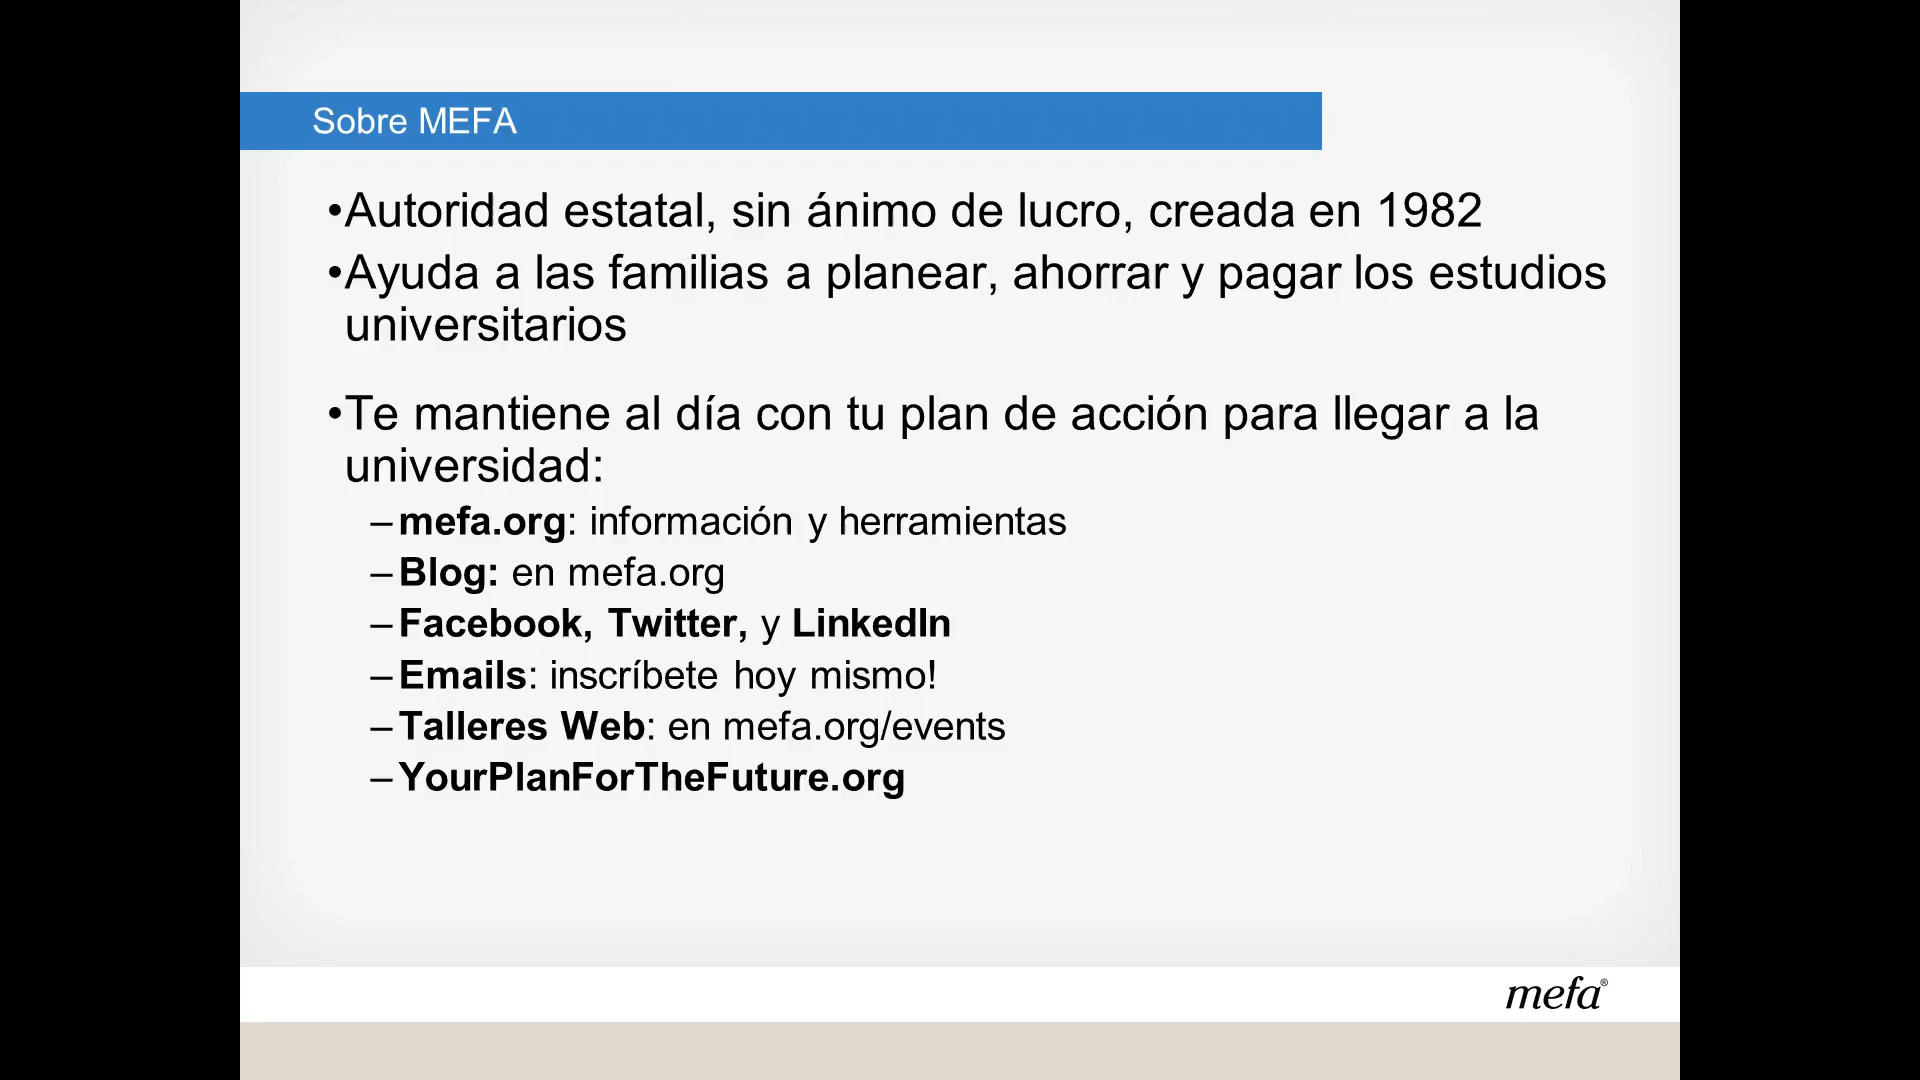 Sobre MEFA
•Autoridad estatal, sin ánimo de lucro, creada en 1982
•Ayuda a las familias a planear, ahorrar y pagar los estudios
universitarios
•Te mantiene al día con tu plan de acción para llegar a la
universidad:
–mefa.org: información y herramientas
–Blog: en mefa.org
–Facebook, Twitter, y LinkedIn
–Emails: inscríbete hoy mismo!
–Talleres Web: en mefa.org/events
–YourPlanForTheFuture.org
mefa®